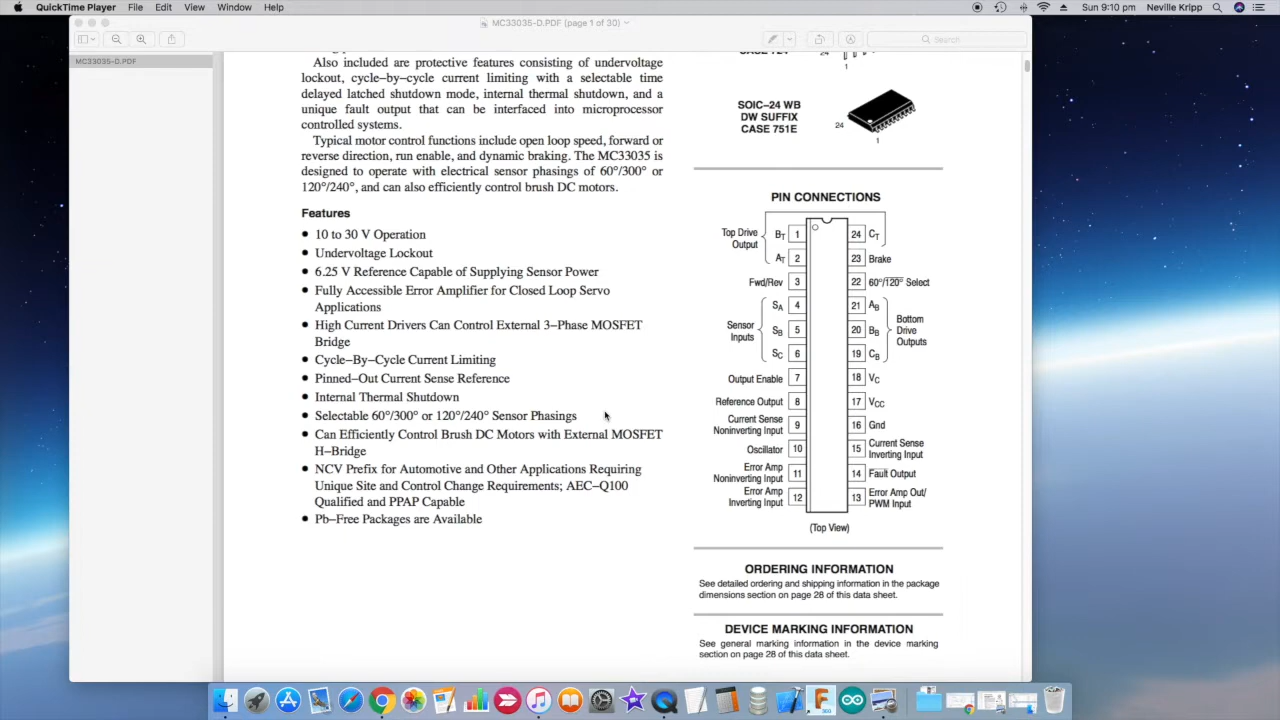 QuickTime Player File Edit View Window Help
Sun 9:10 pm Neville Kripp
MC33035-D.PDF (page 1 of 30)
Search
MC33035-D.PDF
Also included are protective features consisting of undervoltage
lockout, cycle−by−cycle current limiting with a selectable time
delayed latched shutdown mode, internal thermal shutdown, and a
unique fault output that can be interfaced into microprocessor
controlled systems.
Typical motor control functions include open loop speed, forward or
reverse direction, run enable, and dynamic braking. The MC33035 is
designed to operate with electrical sensor phasings of 60°/300° or
120°/240°, and can also efficiently control brush DC motors.
Features
• 10 to 30 V Operation
• Undervoltage Lockout
• 6.25 V Reference Capable of Supplying Sensor Power
• Fully Accessible Error Amplifier for Closed Loop Servo
Applications
• High Current Drivers Can Control External 3−Phase MOSFET
Bridge
• Cycle−By−Cycle Current Limiting
• Pinned−Out Current Sense Reference
• Internal Thermal Shutdown
• Selectable 60°/300° or 120°/240° Sensor Phasings
• Can Efficiently Control Brush DC Motors with External MOSFET
H−Bridge
• NCV Prefix for Automotive and Other Applications Requiring
Unique Site and Control Change Requirements; AEC−Q100
Qualified and PPAP Capable
• Pb−Free Packages are Available
24
1
SOIC−24 WB
DW SUFFIX
CASE 751E
24
1
PIN CONNECTIONS
Top Drive
Output
BT 1
24 CT
AT 2
23 Brake
Fwd/Rev 3
22 60°/120° Select
Sensor
Inputs
SA 4
21 AB
SB 5
20 BB
SC 6
19 CB
Bottom
Drive
Outputs
Output Enable 7
18 VC
Reference Output 8
17 VCC
Current Sense
Noninverting Input 9
16 Gnd
Oscillator 10
15 Current Sense
Inverting Input
Error Amp
Noninverting Input 11
14 Fault Output
Error Amp
Inverting Input 12
13 Error Amp Out/
PWM Input
(Top View)
ORDERING INFORMATION
See detailed ordering and shipping information in the package
dimensions section on page 28 of this data sheet.
DEVICE MARKING INFORMATION
See general marking information in the device marking
section on page 28 of this data sheet.